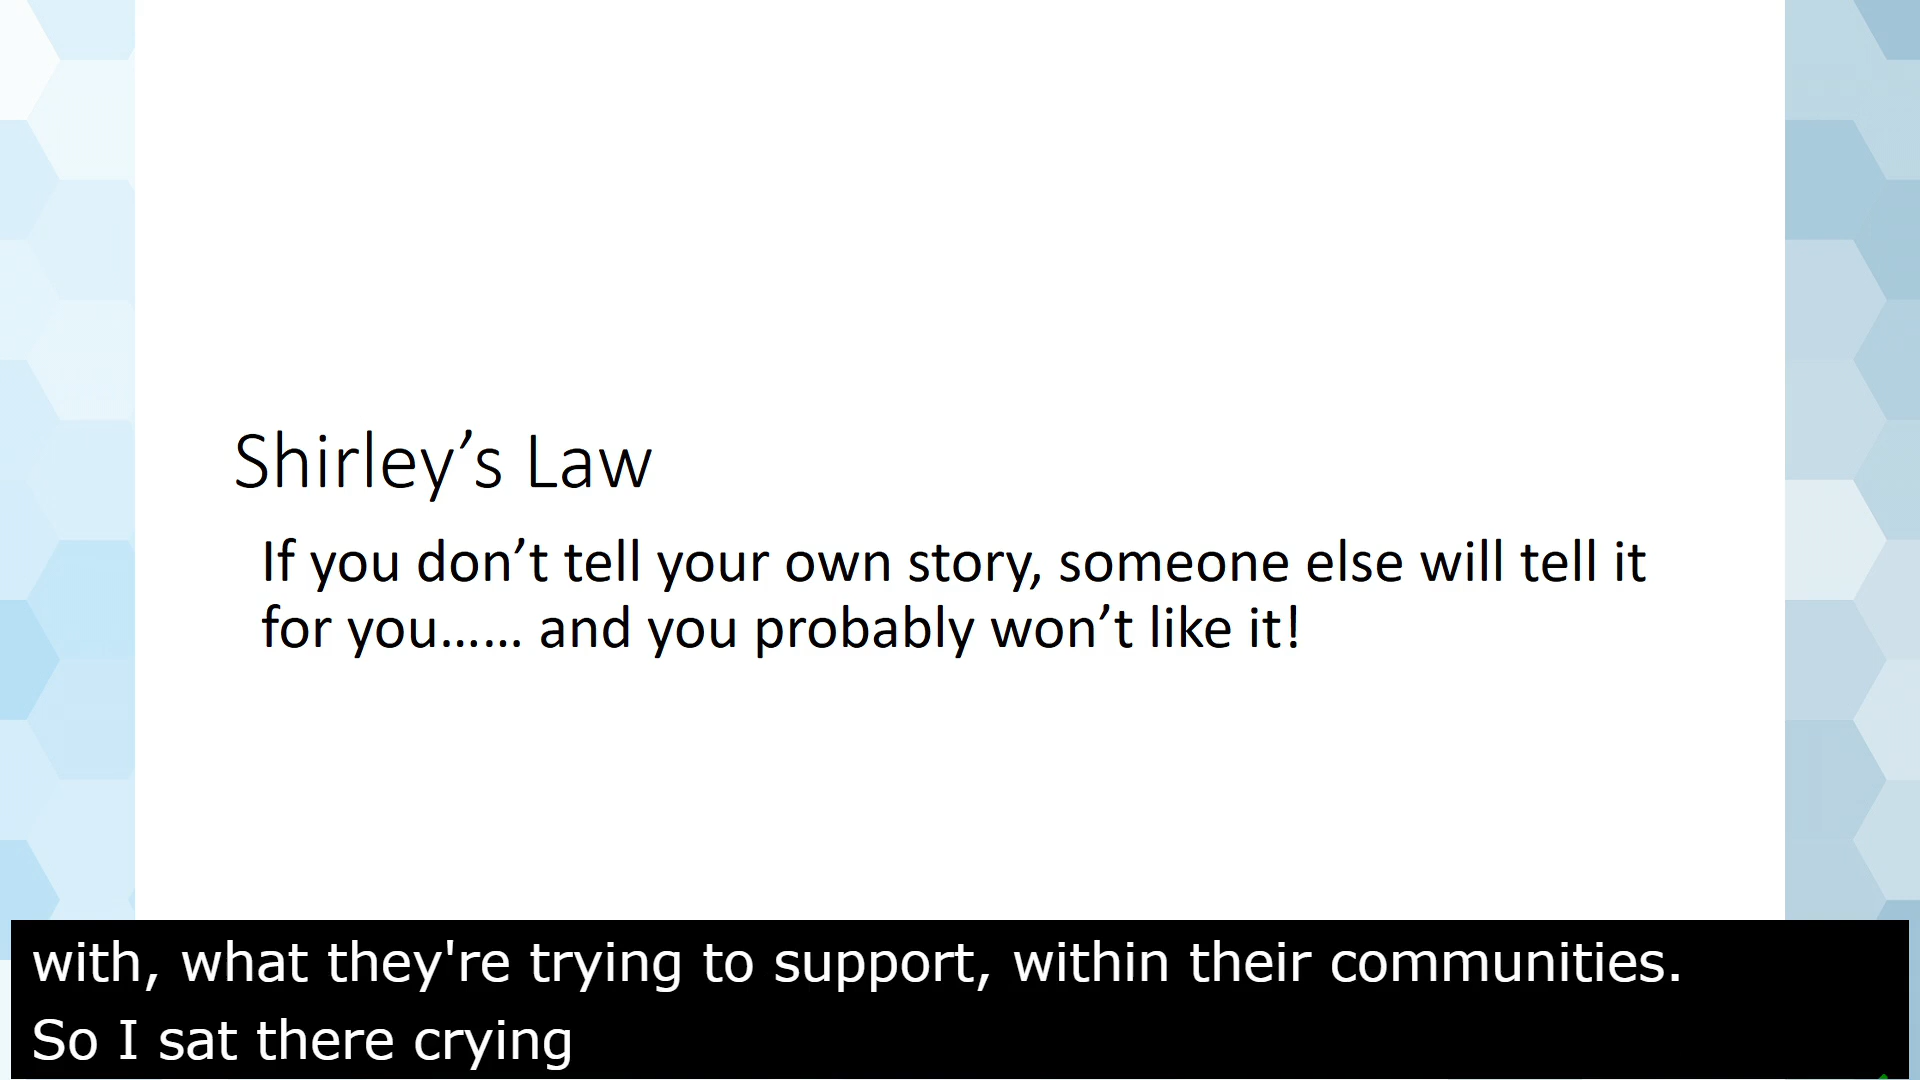 Shirley’s Law
If you don’t tell your own story, someone else will tell it
for you…… and you probably won’t like it!
with, what they're trying to support, within their communities.
So I sat there crying